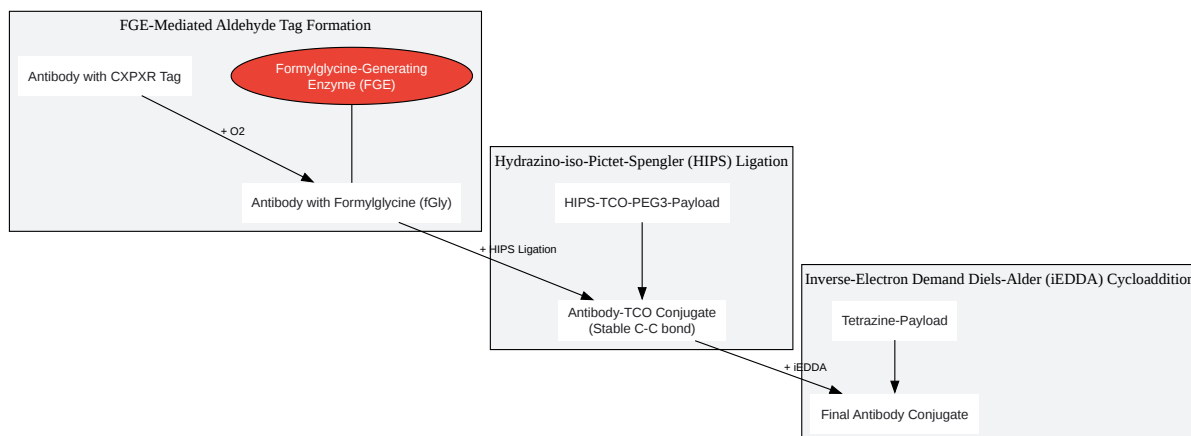 FGE-Mediated Aldehyde Tag Formation
Antibody with CXPXR Tag
Formylglycine-Generating
Enzyme (FGE)
+ O2
Antibody with Formylglycine (fGly)
Hydrazino-iso-Pictet-Spengler (HIPS) Ligation
HIPS-TCO-PEG3-Payload
+ HIPS Ligation
Antibody-TCO Conjugate
(Stable C-C bond)
Inverse-Electron Demand Diels-Alder (iEDDA) Cycloaddition
Tetrazine-Payload
+ iEDDA
Final Antibody Conjugate